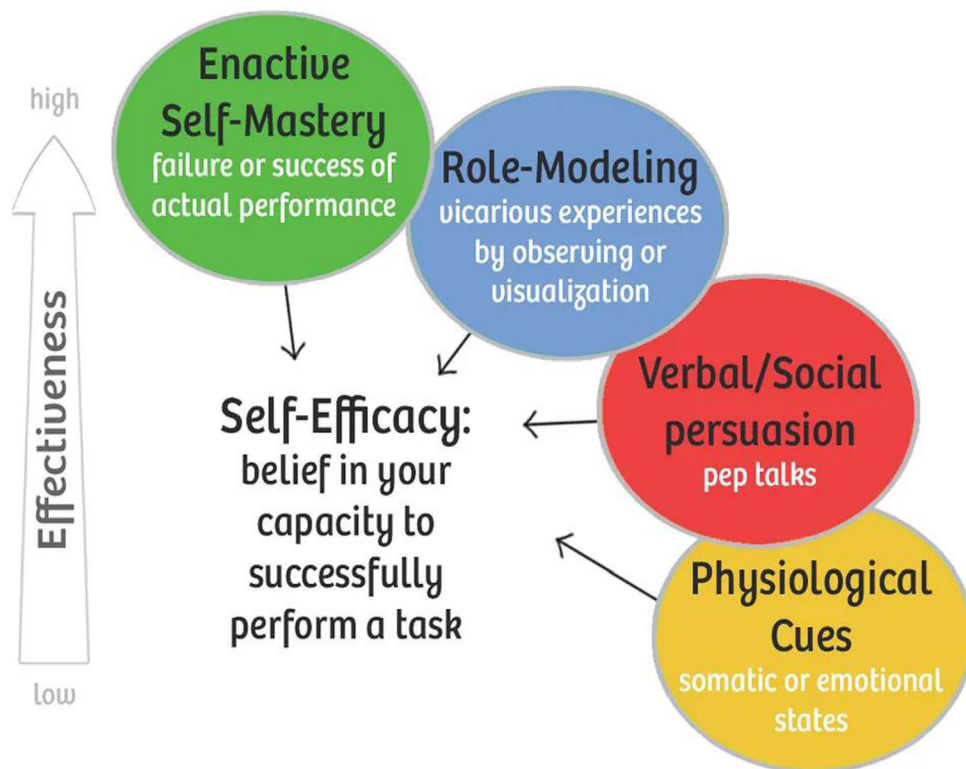 high
Effectiveness
low
Enactive
Self-Mastery
failure or success of
actual performance
Role-Modeling
vicarious experiences
by observing or
visualization
Verbal/Social
persuasion
pep talks
Physiological
Cues
somatic or emotional
states
Self-Efficacy:
belief in your
capacity to
successfully
perform a task